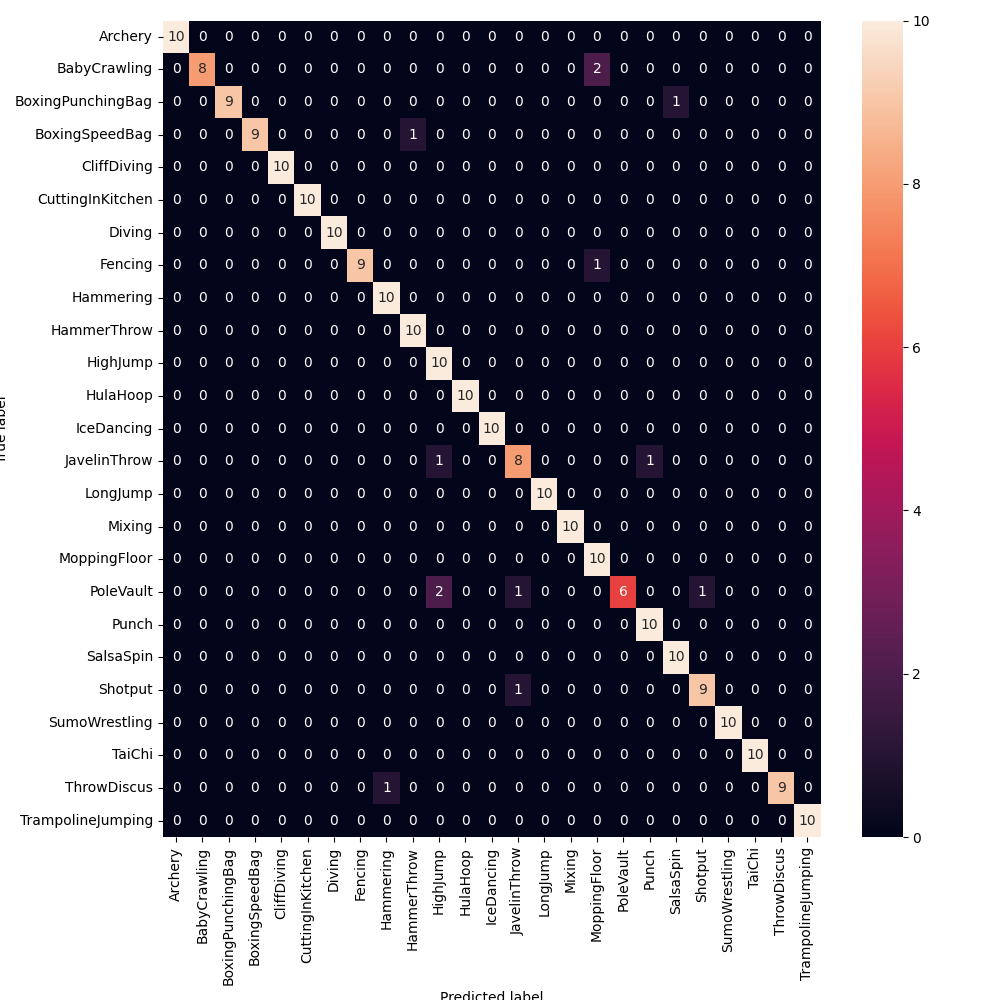 Archery 10 0 0 0 0 0 0 0 0 0 0 0 0 0 0 0 0 0 0 0 0 0 0 0 0
BabyCrawling 0 8 0 0 0 0 0 0 0 0 0 0 0 0 0 0 2 0 0 0 0 0 0 0 0
BoxingPunchingBag 0 0 9 0 0 0 0 0 0 0 0 0 0 0 0 0 0 0 0 1 0 0 0 0 0
BoxingSpeedBag 0 0 0 9 0 0 0 0 0 1 0 0 0 0 0 0 0 0 0 0 0 0 0 0 0
CliffDiving 0 0 0 0 10 0 0 0 0 0 0 0 0 0 0 0 0 0 0 0 0 0 0 0 0
CuttingInKitchen 0 0 0 0 0 10 0 0 0 0 0 0 0 0 0 0 0 0 0 0 0 0 0 0 0
Diving 0 0 0 0 0 0 10 0 0 0 0 0 0 0 0 0 0 0 0 0 0 0 0 0 0
Fencing 0 0 0 0 0 0 0 9 0 0 0 0 0 0 0 0 1 0 0 0 0 0 0 0 0
Hammering 0 0 0 0 0 0 0 0 10 0 0 0 0 0 0 0 0 0 0 0 0 0 0 0 0
HammerThrow 0 0 0 0 0 0 0 0 0 10 0 0 0 0 0 0 0 0 0 0 0 0 0 0 0
HighJump 0 0 0 0 0 0 0 0 0 0 10 0 0 0 0 0 0 0 0 0 0 0 0 0 0
HulaHoop 0 0 0 0 0 0 0 0 0 0 0 10 0 0 0 0 0 0 0 0 0 0 0 0 0
IceDancing 0 0 0 0 0 0 0 0 0 0 0 0 10 0 0 0 0 0 0 0 0 0 0 0 0
JavelinThrow 0 0 0 0 0 0 0 0 0 0 1 0 0 8 0 0 0 0 1 0 0 0 0 0 0
LongJump 0 0 0 0 0 0 0 0 0 0 0 0 0 0 10 0 0 0 0 0 0 0 0 0 0
Mixing 0 0 0 0 0 0 0 0 0 0 0 0 0 0 0 10 0 0 0 0 0 0 0 0 0
MoppingFloor 0 0 0 0 0 0 0 0 0 0 0 0 0 0 0 0 10 0 0 0 0 0 0 0 0
PoleVault 0 0 0 0 0 0 0 0 0 0 2 0 0 1 0 0 0 6 0 0 1 0 0 0 0
Punch 0 0 0 0 0 0 0 0 0 0 0 0 0 0 0 0 0 0 10 0 0 0 0 0 0
SalsaSpin 0 0 0 0 0 0 0 0 0 0 0 0 0 0 0 0 0 0 0 10 0 0 0 0 0
Shotput 0 0 0 0 0 0 0 0 0 0 0 0 0 1 0 0 0 0 0 0 9 0 0 0 0
SumoWrestling 0 0 0 0 0 0 0 0 0 0 0 0 0 0 0 0 0 0 0 0 0 10 0 0 0
TaiChi 0 0 0 0 0 0 0 0 0 0 0 0 0 0 0 0 0 0 0 0 0 0 10 0 0
ThrowDiscus 0 0 0 0 0 0 0 0 1 0 0 0 0 0 0 0 0 0 0 0 0 0 0 9 0
TrampolineJumping 0 0 0 0 0 0 0 0 0 0 0 0 0 0 0 0 0 0 0 0 0 0 0 0 10
Archery
BabyCrawling
BoxingPunchingBag
BoxingSpeedBag
CliffDiving
CuttingInKitchen
Diving
Fencing
Hammering
HammerThrow
HighJump
HulaHoop
IceDancing
JavelinThrow
LongJump
Mixing
MoppingFloor
PoleVault
Punch
SalsaSpin
Shotput
SumoWrestling
TaiChi
ThrowDiscus
TrampolineJumping
Predicted label
True label
10
8
6
4
2
0